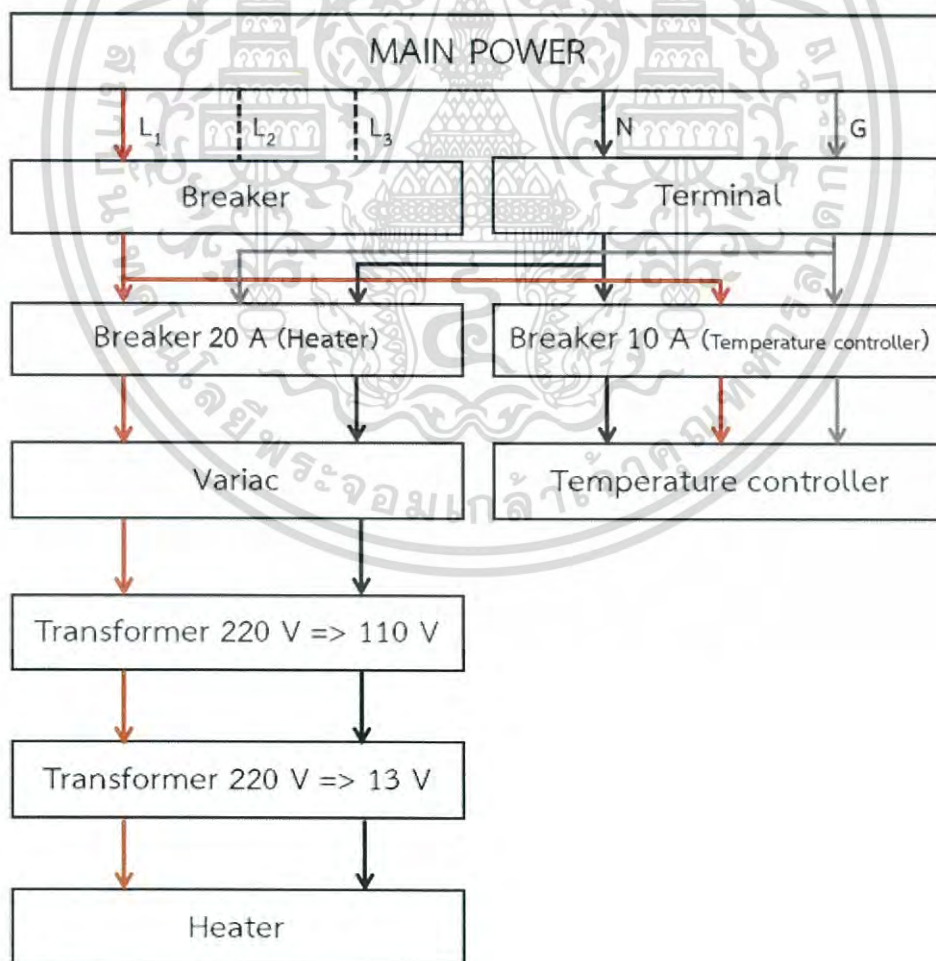 MAIN POWER
L1 L2 L3 N G
Breaker Terminal
Breaker 20 A (Heater) Breaker 10 A (Temperature controller)
Variac Temperature controller
Transformer 220 V => 110 V
Transformer 220 V => 13 V
Heater